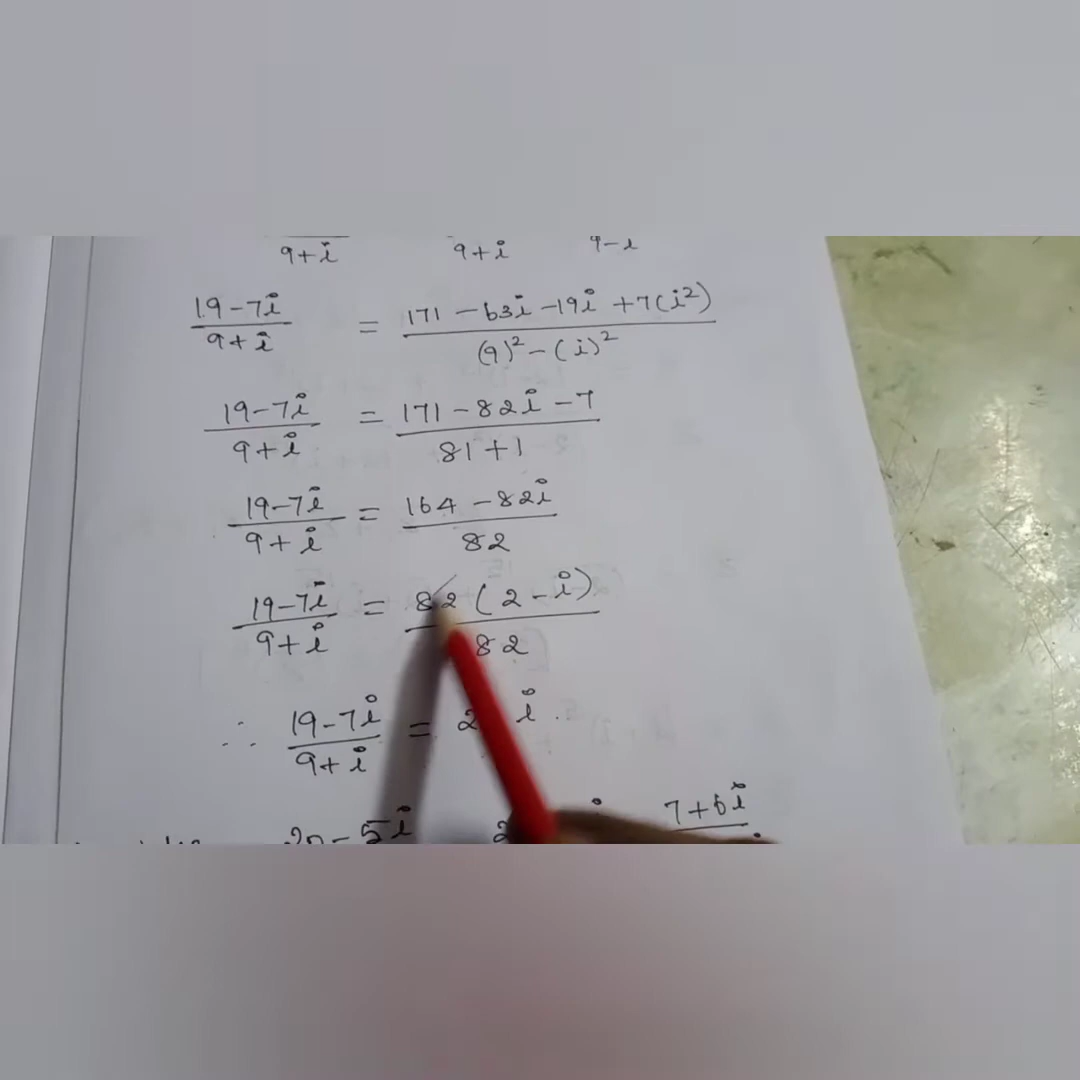 9+i 9+i 9-i
19-7i / 9+i = 171 - 63i - 19i + 7(i²) / (9)² - (i)²
19-7i / 9+i = 171 - 82i - 7 / 81+1
19-7i / 9+i = 164 - 82i / 82
19-7i / 9+i = 82(2-i) / 82
∴ 19-7i / 9+i = 2 i.
20-5i 7+6i